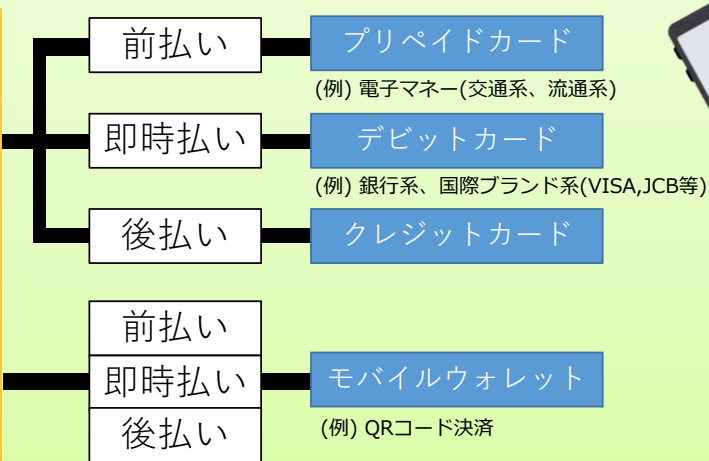 前払い
プリペイドカード
(例) 電子マネー(交通系、流通系)
即時払い
デビットカード
(例) 銀行系、国際ブランド系(VISA,JCB等)
後払い
クレジットカード
前払い
即時払い
モバイルウォレット
後払い
(例) QRコード決済